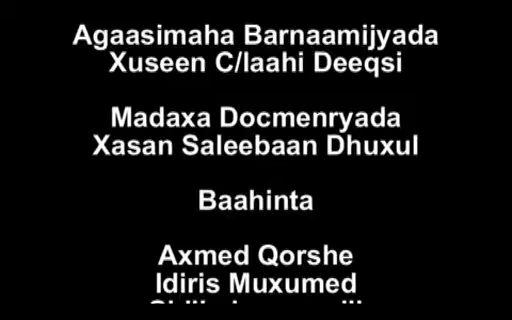 Agaasimaha Barnaamijyada
Xuseen C/laahi Deeqsi
Madaxa Docmenryada
Xasan Saleebaan Dhuxul
Baahinta
Axmed Qorshe
Idiris Muxumed